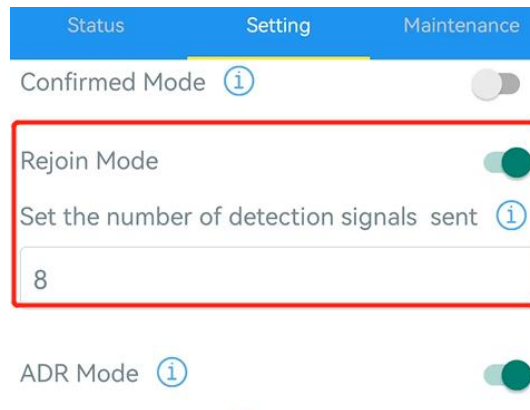 Status Setting Maintenance
Confirmed Mode
Rejoin Mode
Set the number of detection signals sent
8
ADR Mode